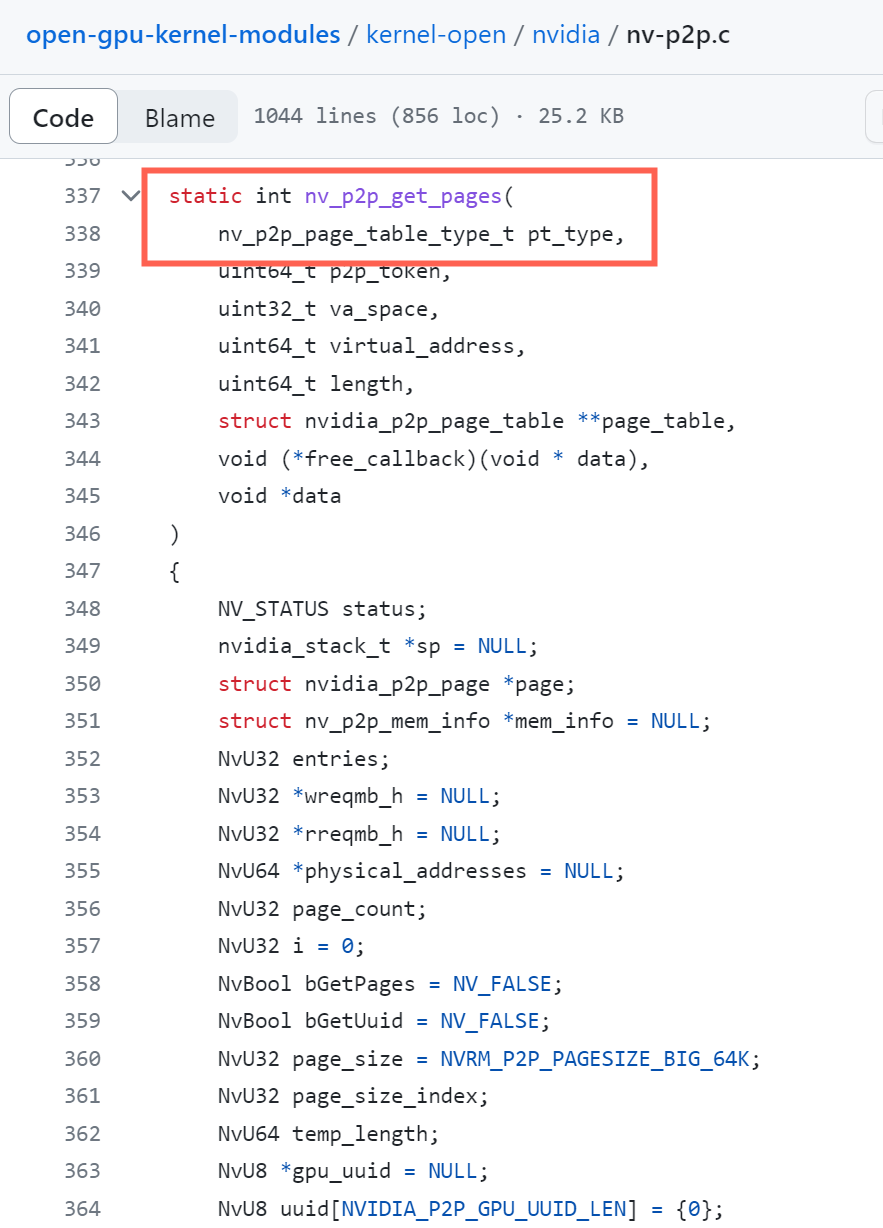 open-gpu-kernel-modules / kernel-open / nvidia / nv-p2p.c
Code Blame 1044 lines (856 loc) · 25.2 KB
336
337 static int nv_p2p_get_pages(
338 nv_p2p_page_table_type_t pt_type,
339 uint64_t p2p_token,
340 uint32_t va_space,
341 uint64_t virtual_address,
342 uint64_t length,
343 struct nvidia_p2p_page_table **page_table,
344 void (*free_callback)(void * data),
345 void *data
346 )
347 {
348 NV_STATUS status;
349 nvidia_stack_t *sp = NULL;
350 struct nvidia_p2p_page *page;
351 struct nv_p2p_mem_info *mem_info = NULL;
352 NvU32 entries;
353 NvU32 *wreqmb_h = NULL;
354 NvU32 *rreqmb_h = NULL;
355 NvU64 *physical_addresses = NULL;
356 NvU32 page_count;
357 NvU32 i = 0;
358 NvBool bGetPages = NV_FALSE;
359 NvBool bGetUuid = NV_FALSE;
360 NvU32 page_size = NVRM_P2P_PAGESIZE_BIG_64K;
361 NvU32 page_size_index;
362 NvU64 temp_length;
363 NvU8 *gpu_uuid = NULL;
364 NvU8 uuid[NVIDIA_P2P_GPU_UUID_LEN] = {0};